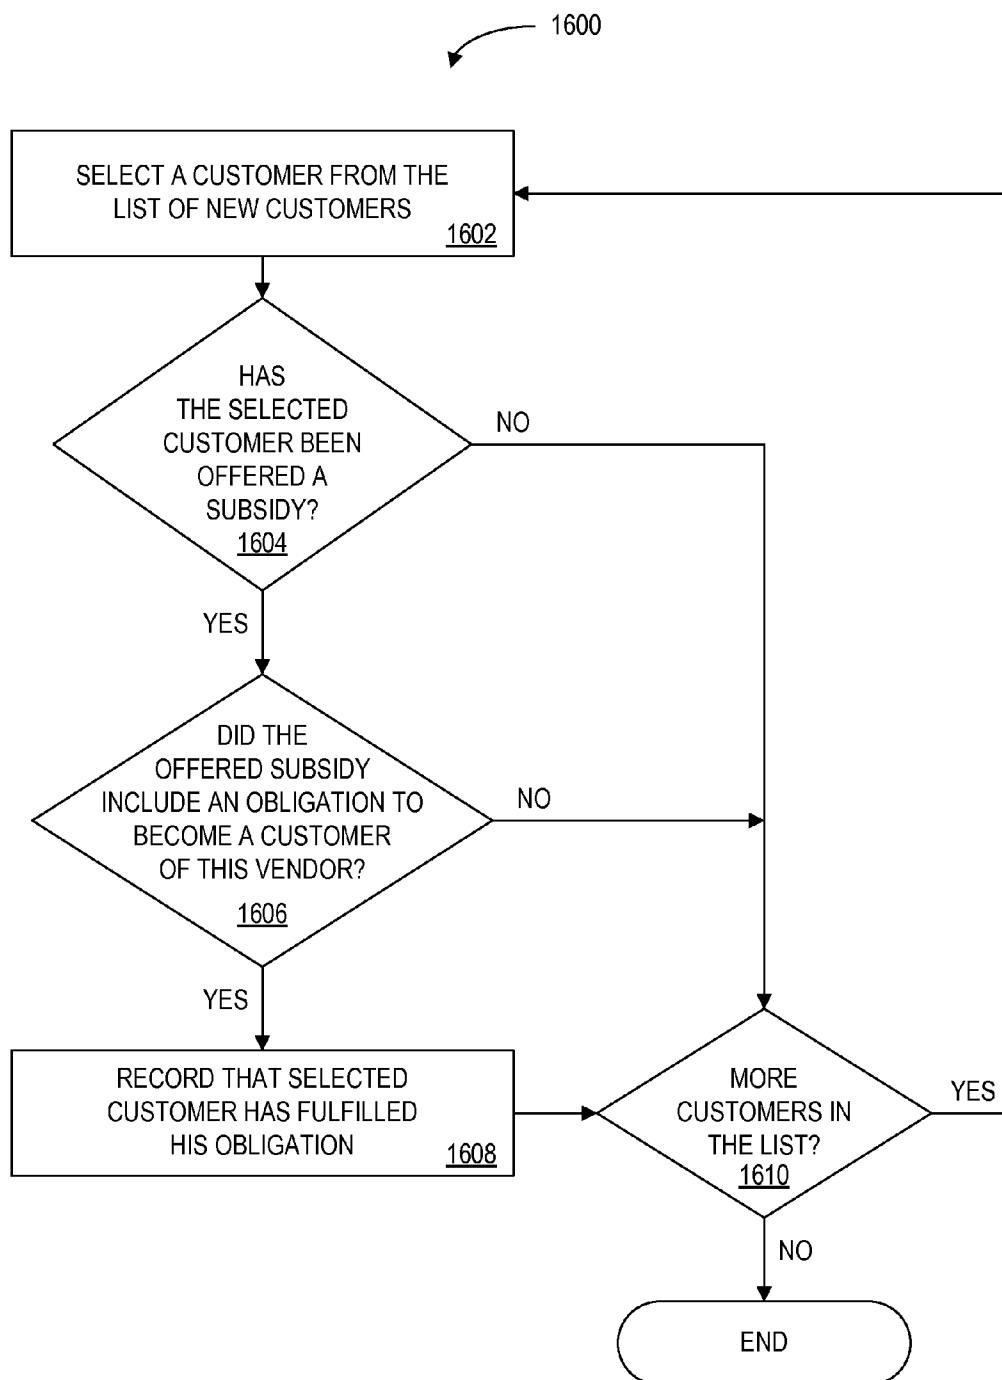 1600
SELECT A CUSTOMER FROM THE
LIST OF NEW CUSTOMERS
1602
HAS
THE SELECTED
CUSTOMER BEEN
OFFERED A
SUBSIDY?
1604
NO
YES
DID THE
OFFERED SUBSIDY
INCLUDE AN OBLIGATION TO
BECOME A CUSTOMER
OF THIS VENDOR?
1606
NO
YES
RECORD THAT SELECTED
CUSTOMER HAS FULFILLED
HIS OBLIGATION
1608
MORE
CUSTOMERS IN
THE LIST?
1610
YES
NO
END